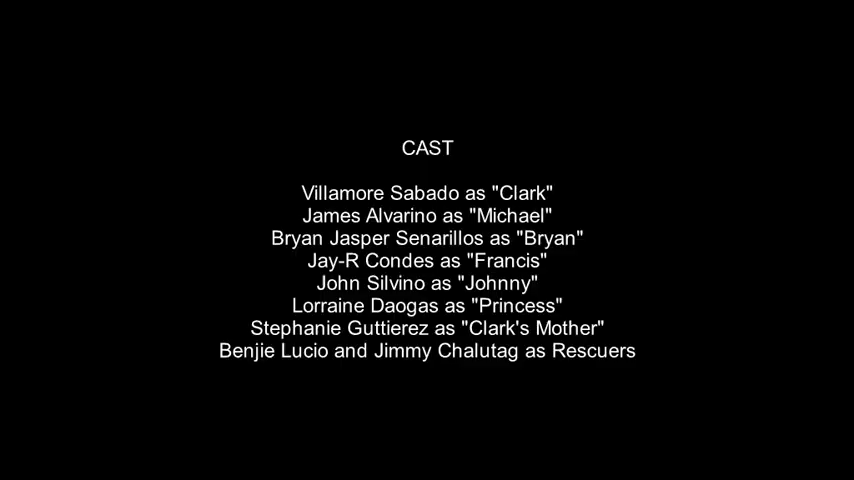 CAST
Villamore Sabado as "Clark"
James Alvarino as "Michael"
Bryan Jasper Senarillos as "Bryan"
Jay-R Condes as "Francis"
John Silvino as "Johnny"
Lorraine Daogas as "Princess"
Stephanie Guttierez as "Clark's Mother"
Benjie Lucio and Jimmy Chalutag as Rescuers